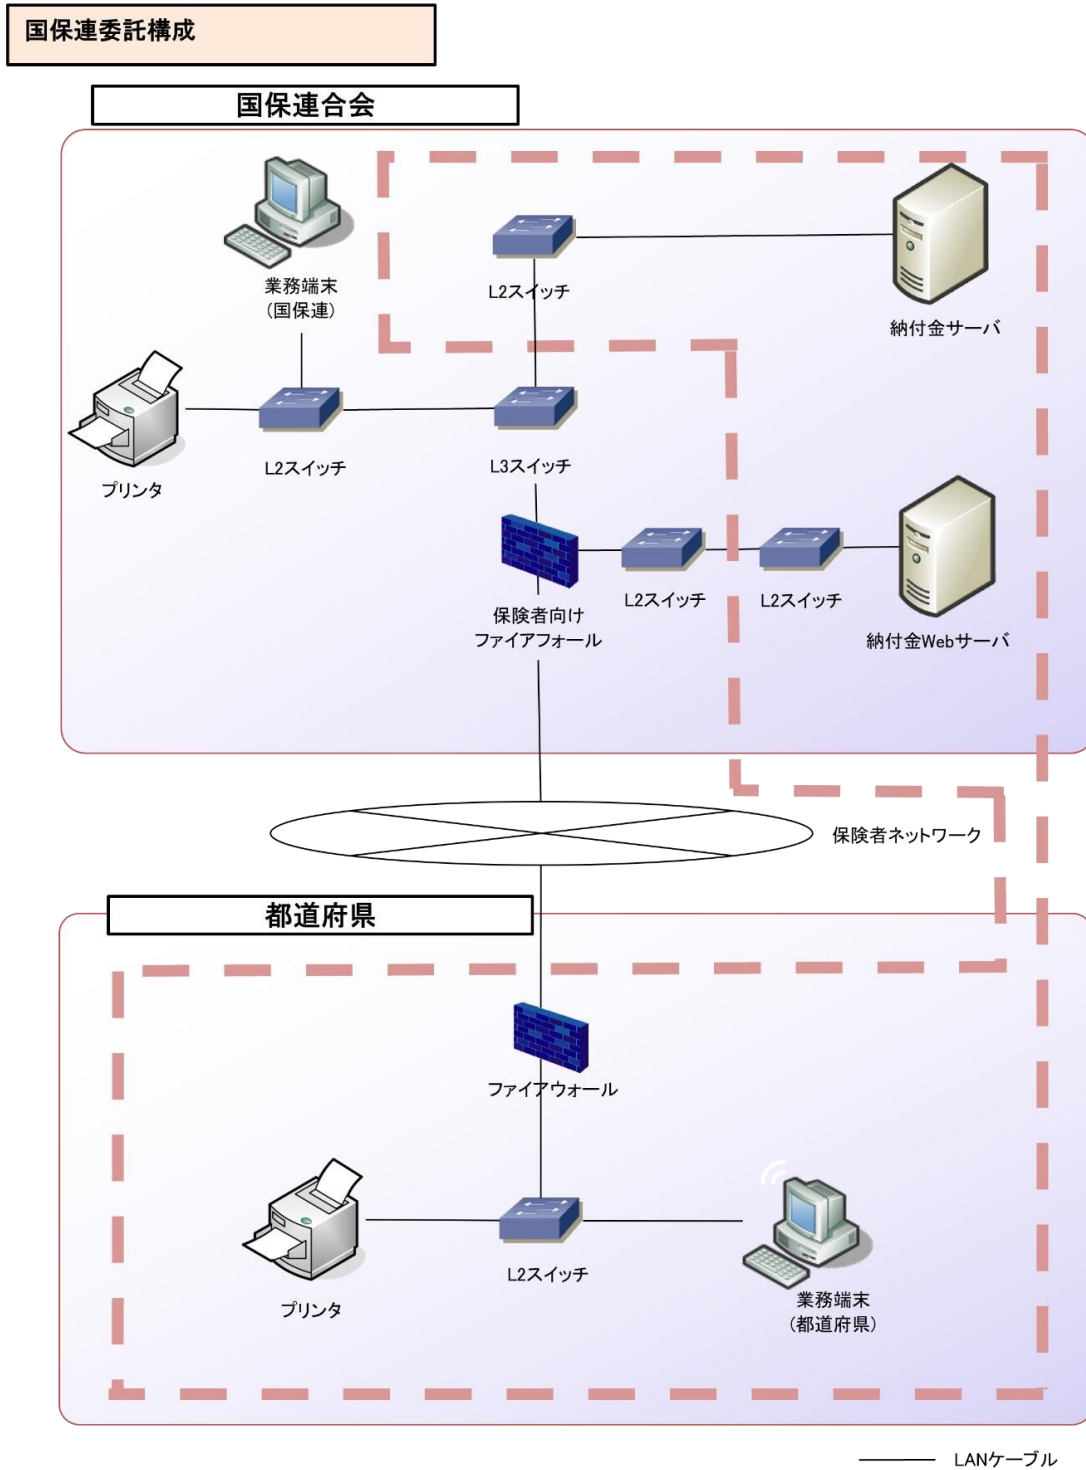 国保連委託構成
国保連合会
業務端末
(国保連)
L2スイッチ
納付金サーバ
プリンタ
L2スイッチ
L3スイッチ
保険者向け
ファイアフォール
L2スイッチ
L2スイッチ
納付金Webサーバ
保険者ネットワーク
都道府県
ファイアウォール
プリンタ
L2スイッチ
業務端末
(都道府県)
LANケーブル